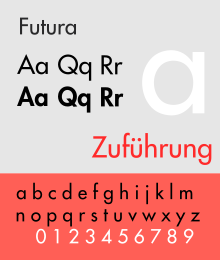 Futura
Aa Qq Rr
Aa Qq Rr
a
Zuführung
a b c d e f g h i j k l m
n o p q r s t u v w x y z
0 1 2 3 4 5 6 7 8 9